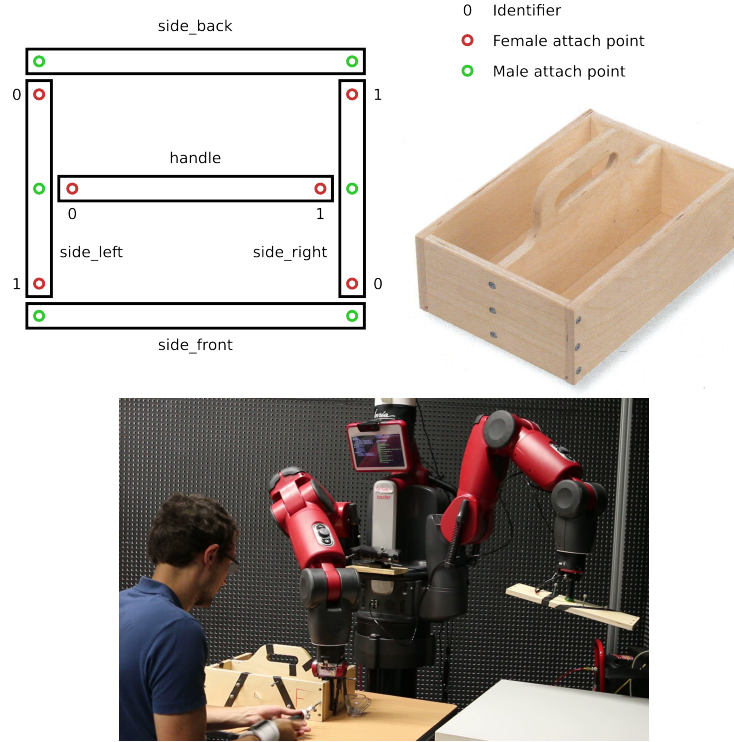 side_back
0 Identifier
Female attach point
Male attach point
0
1
handle
0
1
side_left
side_right
1
0
side_front
F